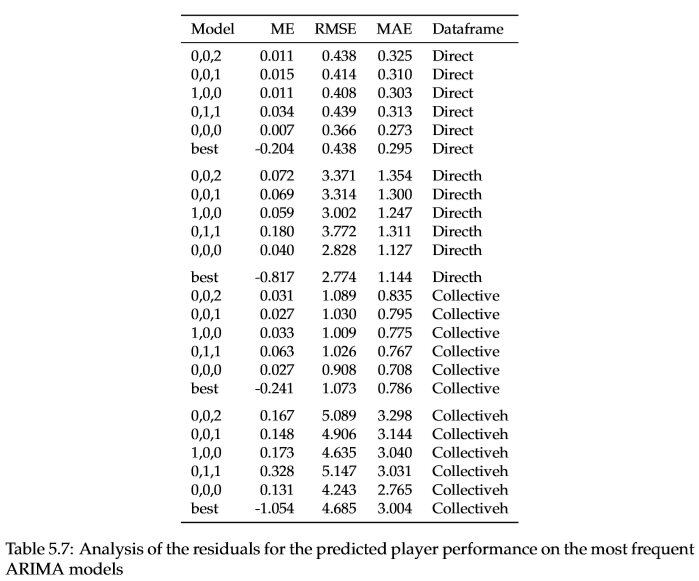 Model ME RMSE MAE Dataframe
0,0,2 0.011 0.438 0.325 Direct
0,0,1 0.015 0.414 0.310 Direct
1,0,0 0.011 0.408 0.303 Direct
0,1,1 0.034 0.439 0.313 Direct
0,0,0 0.007 0.366 0.273 Direct
best -0.204 0.438 0.295 Direct
0,0,2 0.072 3.371 1.354 Directh
0,0,1 0.069 3.314 1.300 Directh
1,0,0 0.059 3.002 1.247 Directh
0,1,1 0.180 3.772 1.311 Directh
0,0,0 0.040 2.828 1.127 Directh
best -0.817 2.774 1.144 Directh
0,0,2 0.031 1.089 0.835 Collective
0,0,1 0.027 1.030 0.795 Collective
1,0,0 0.033 1.009 0.775 Collective
0,1,1 0.063 1.026 0.767 Collective
0,0,0 0.027 0.908 0.708 Collective
best -0.241 1.073 0.786 Collective
0,0,2 0.167 5.089 3.298 Collectiveh
0,0,1 0.148 4.906 3.144 Collectiveh
1,0,0 0.173 4.635 3.040 Collectiveh
0,1,1 0.328 5.147 3.031 Collectiveh
0,0,0 0.131 4.243 2.765 Collectiveh
best -1.054 4.685 3.004 Collectiveh
Table 5.7: Analysis of the residuals for the predicted player performance on the most frequent
ARIMA models